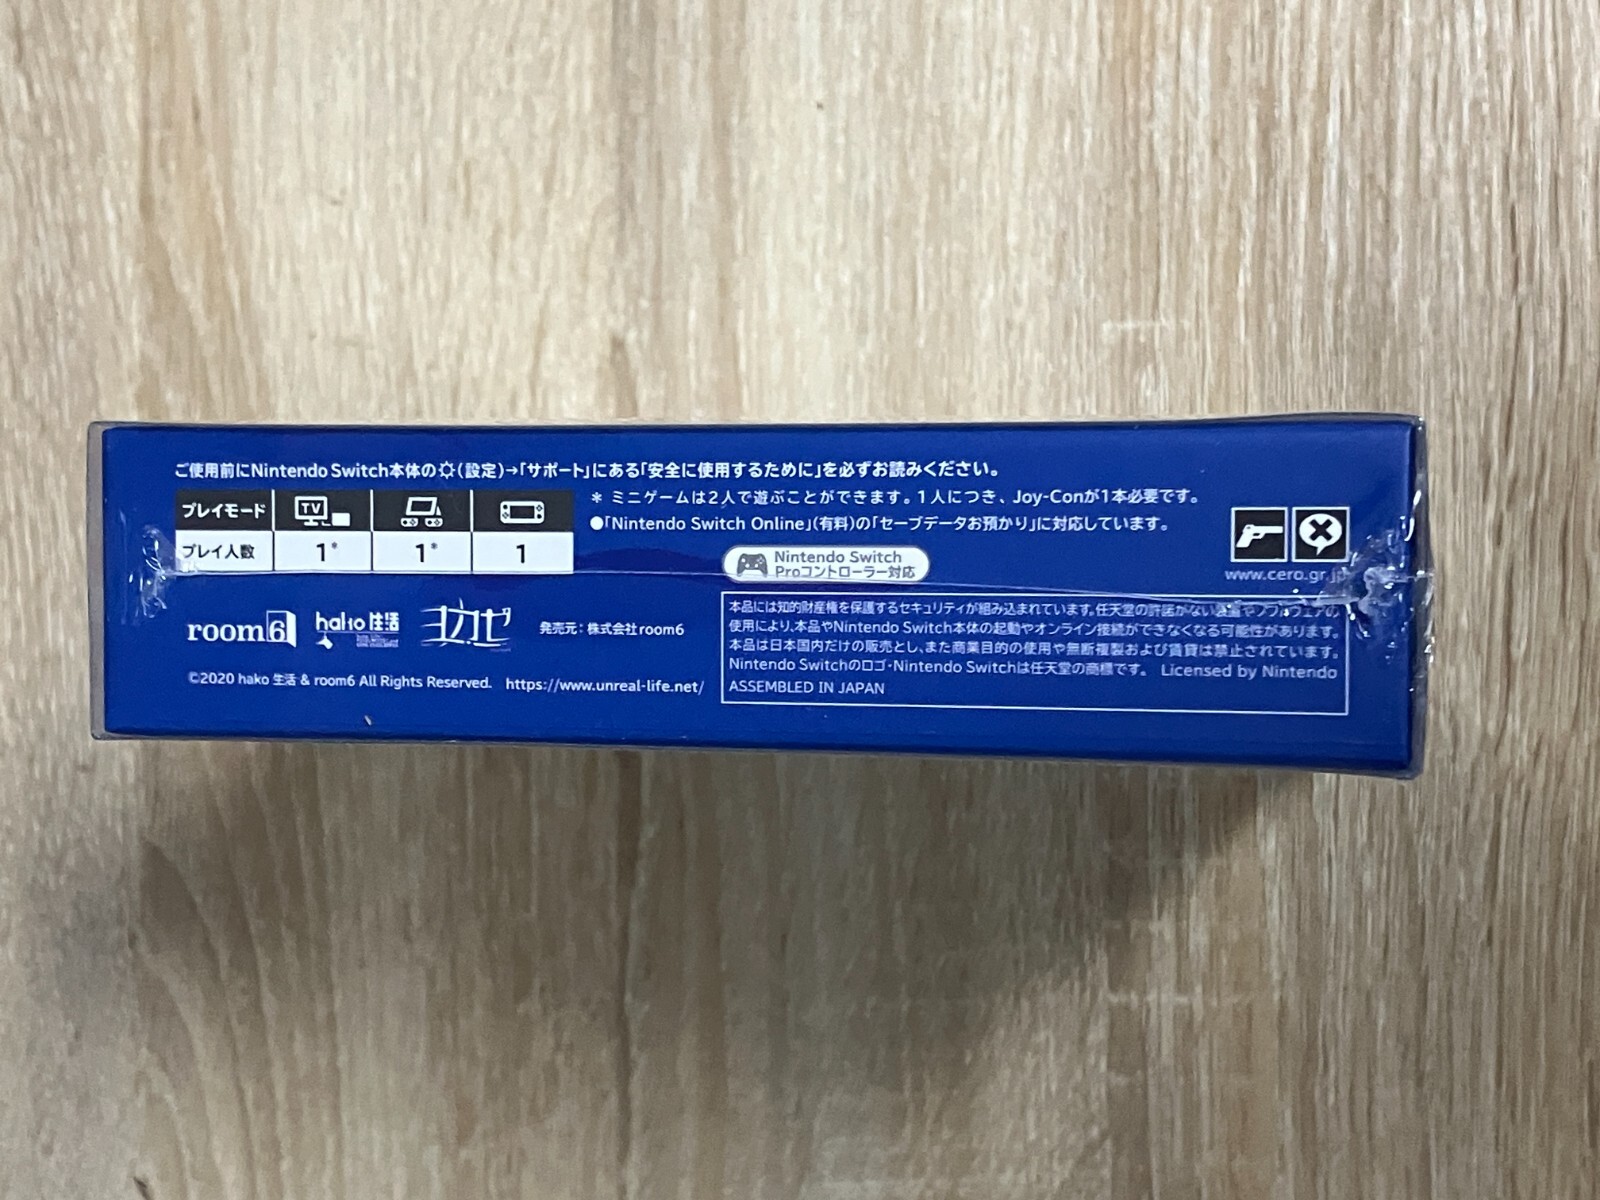 ご使用前にNintendo Switch本体の(設定)→「サポート」にある「安全に使用するために」を必ずお読みください。
プレイモード TV
プレイ人数 1* 1* 1
* ミニゲームは2人で遊ぶことができます。1人につき、Joy-Conが1本必要です。
●「Nintendo Switch Online」(有料)の「セーブデータお預かり」に対応しています。
Nintendo Switch
Proコントローラー対応
www.cero.gr.jp
room6 hako 生活 ヨカゼ 発売元：株式会社room6
©2020 hako 生活 & room6 All Rights Reserved. https://www.unreal-life.net/
本品には知的財産権を保護するセキュリティが組み込まれています。任天堂の許諾がない装置やソフトウェアの
使用により、本品やNintendo Switch本体の起動やオンライン接続ができなくなる可能性があります。
本品は日本国内だけの販売とし、また商業目的の使用や無断複製および賃貸は禁止されています。
Nintendo Switchのロゴ・Nintendo Switchは任天堂の商標です。 Licensed by Nintendo
ASSEMBLED IN JAPAN